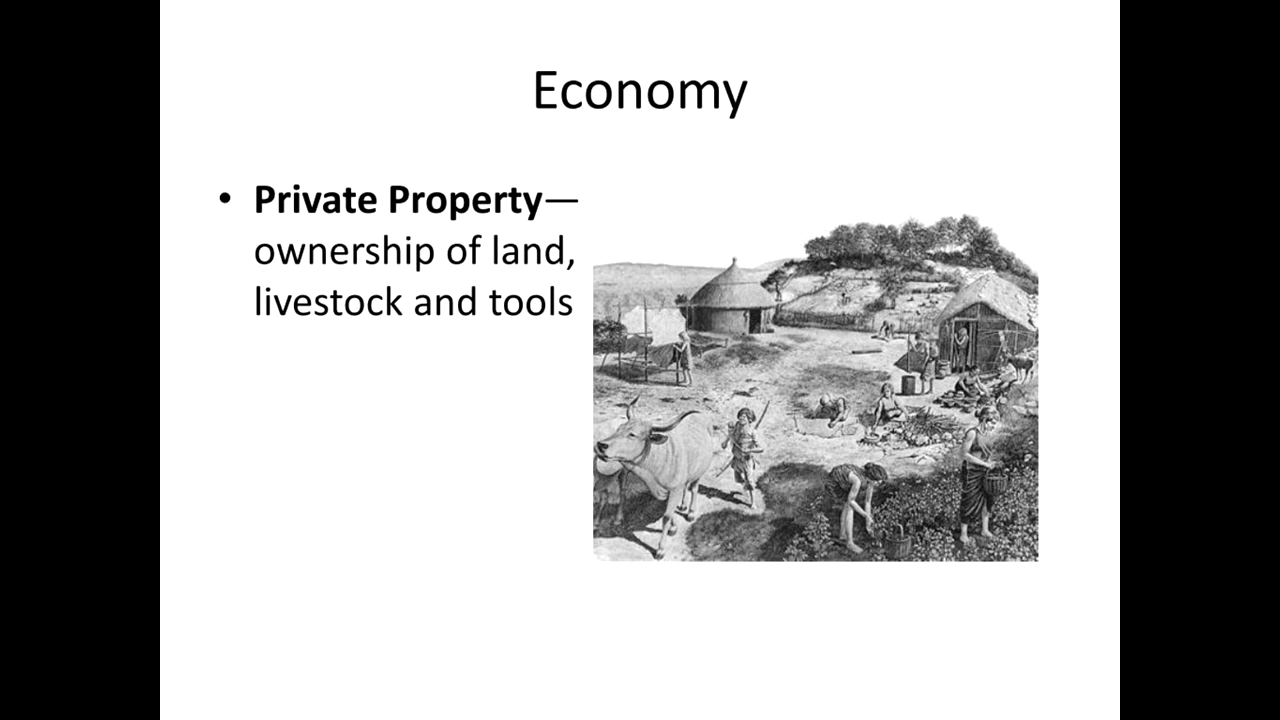 Economy
• Private Property—
ownership of land,
livestock and tools